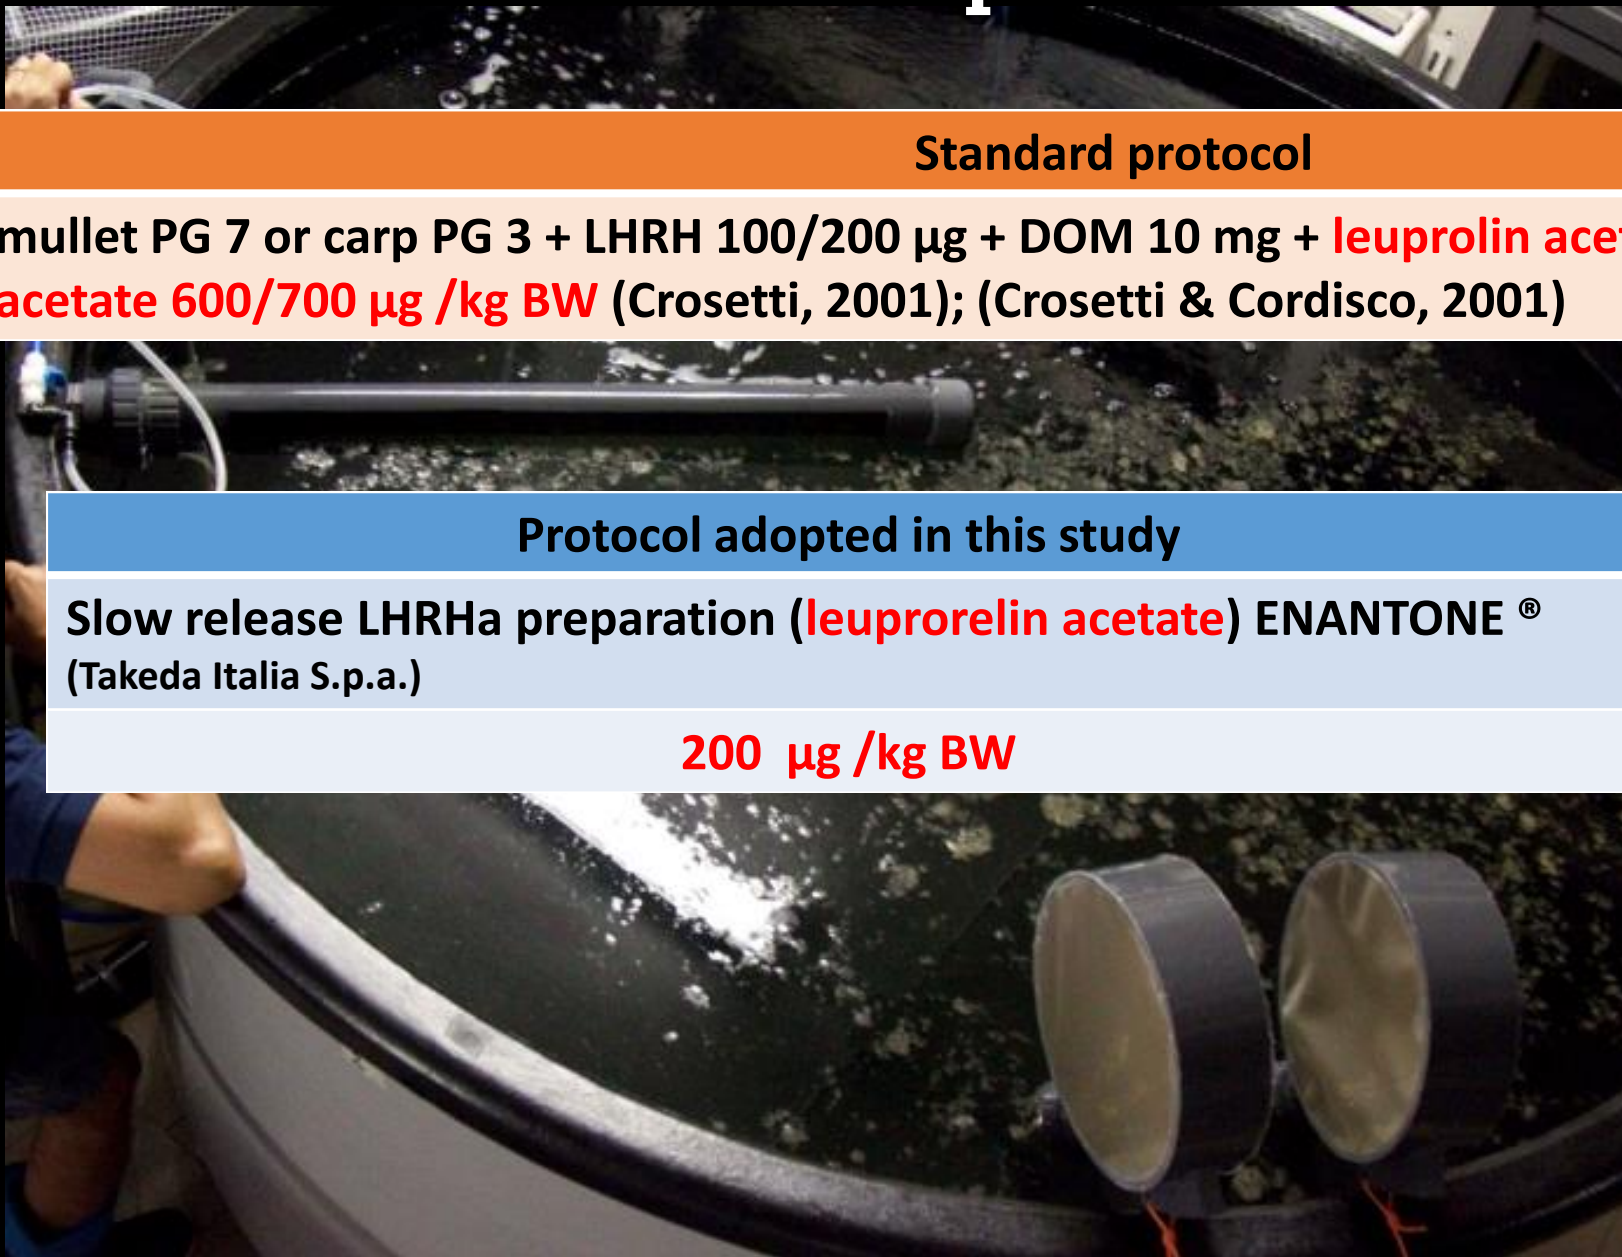 Standard protocol
mullet PG 7 or carp PG 3 + LHRH 100/200 µg + DOM 10 mg + leuprolin
acetate 600/700 µg /kg BW (Crosetti, 2001); (Crosetti & Cordisco, 2001)
Protocol adopted in this study
Slow release LHRHa preparation (leuprorelin acetate) ENANTONE ®
(Takeda Italia S.p.a.)
200 µg /kg BW